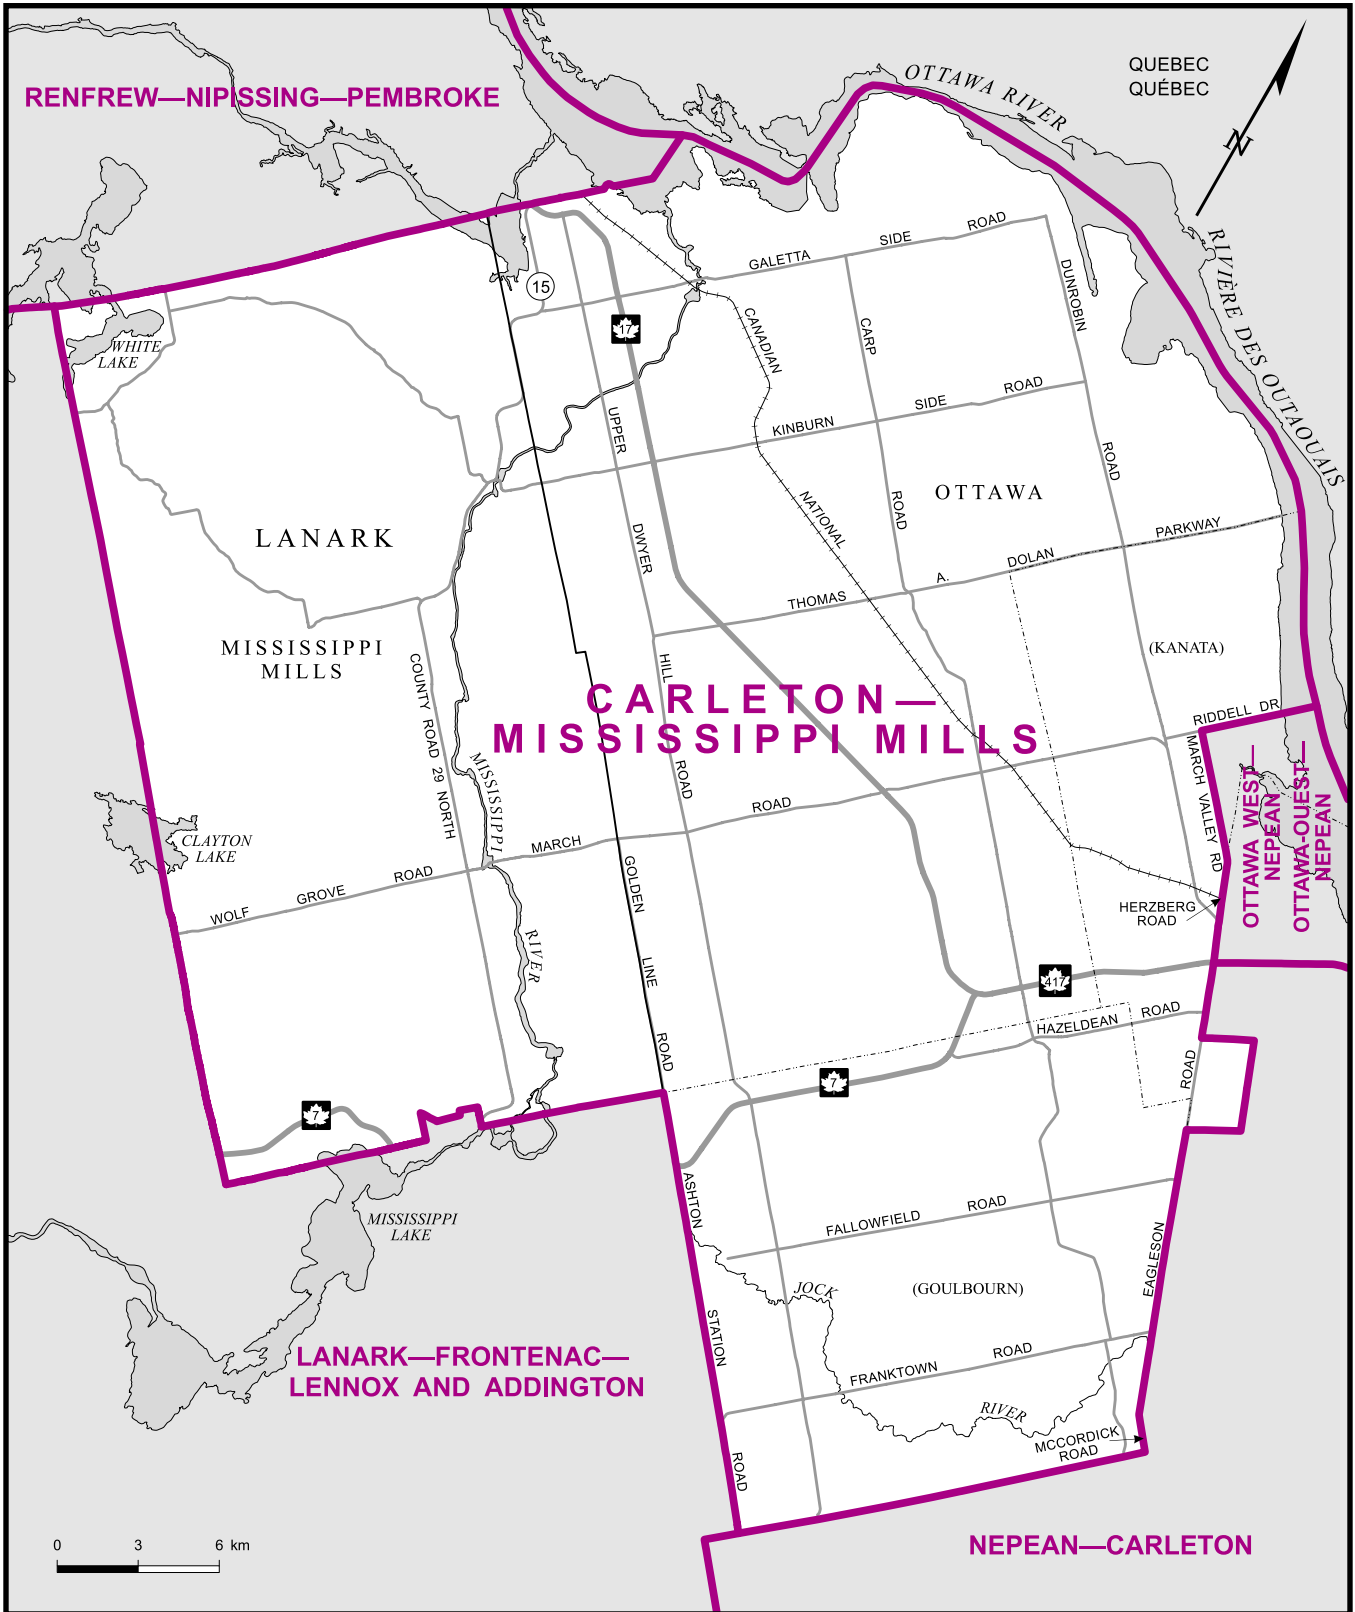 QUEBEC
QUÉBEC
OTTAWA RIVER
RENFREW—NIPISSING—PEMBROKE
N
RIVIÈRE DES OUTAOUAIS
GALETTA SIDE ROAD
15
17
WHITE
LAKE
CANADIAN
NATIONAL
CARP
ROAD
DUNROBIN
ROAD
KINBURN SIDE ROAD
UPPER
DWYER
HILL
ROAD
OTTAWA
LANARK
THOMAS A. DOLAN PARKWAY
MISSISSIPPI
MILLS
(KANATA)
COUNTY ROAD 29 NORTH
CARLETON—
MISSISSIPPI MILLS
RIDDELL DR
MARCH VALLEY RD
OTTAWA WEST—
NEPEAN
OTTAWA-OUEST—
NEPEAN
MISSISSIPPI
RIVER
CLAYTON
LAKE
MARCH ROAD
WOLF GROVE ROAD
GOLDEN
LINE
ROAD
HERZBERG
ROAD
417
HAZELDEAN ROAD
7
7
ROAD
EAGLESON
ASHTON
STATION
ROAD
MISSISSIPPI
LAKE
FALLOWFIELD ROAD
JOCK
RIVER
(GOULBOURN)
LANARK—FRONTENAC—
LENNOX AND ADDINGTON
FRANKTOWN ROAD
MCCORDICK
ROAD
0 3 6 km
NEPEAN—CARLETON